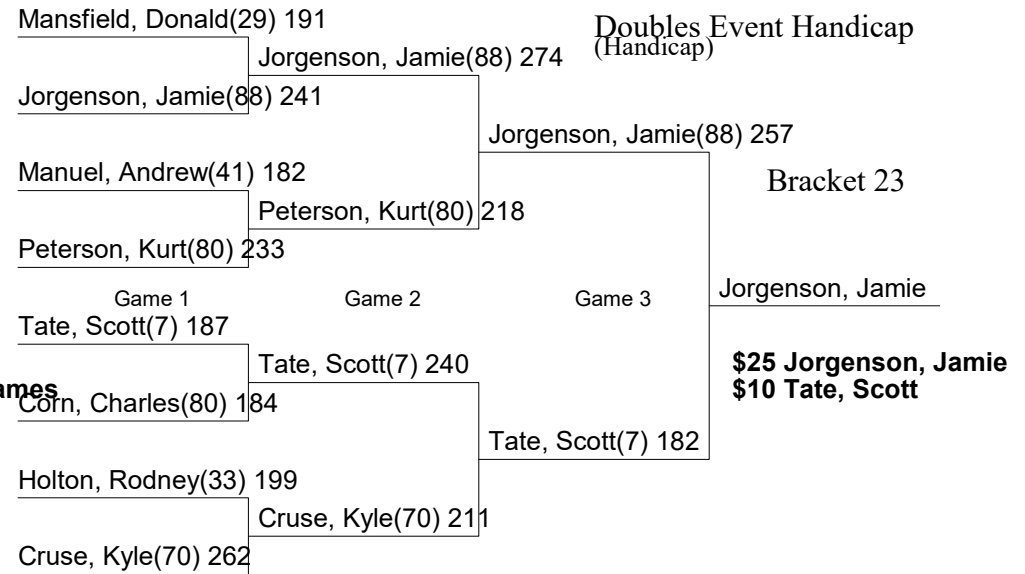 Mansfield, Donald(29) 191
Doubles Event Handicap
(Handicap)
Jorgenson, Jamie(88) 274
Jorgenson, Jamie(88) 241
Jorgenson, Jamie(88) 257
Manuel, Andrew(41) 182
Bracket 23
Peterson, Kurt(80) 218
Peterson, Kurt(80) 233
Game 1
Game 2
Game 3
Jorgenson, Jamie
Tate, Scott(7) 187
Tate, Scott(7) 240
$25 Jorgenson, Jamie
$10 Tate, Scott
Corn, Charles(80) 184
Tate, Scott(7) 182
Holton, Rodney(33) 199
Cruse, Kyle(70) 211
Cruse, Kyle(70) 262